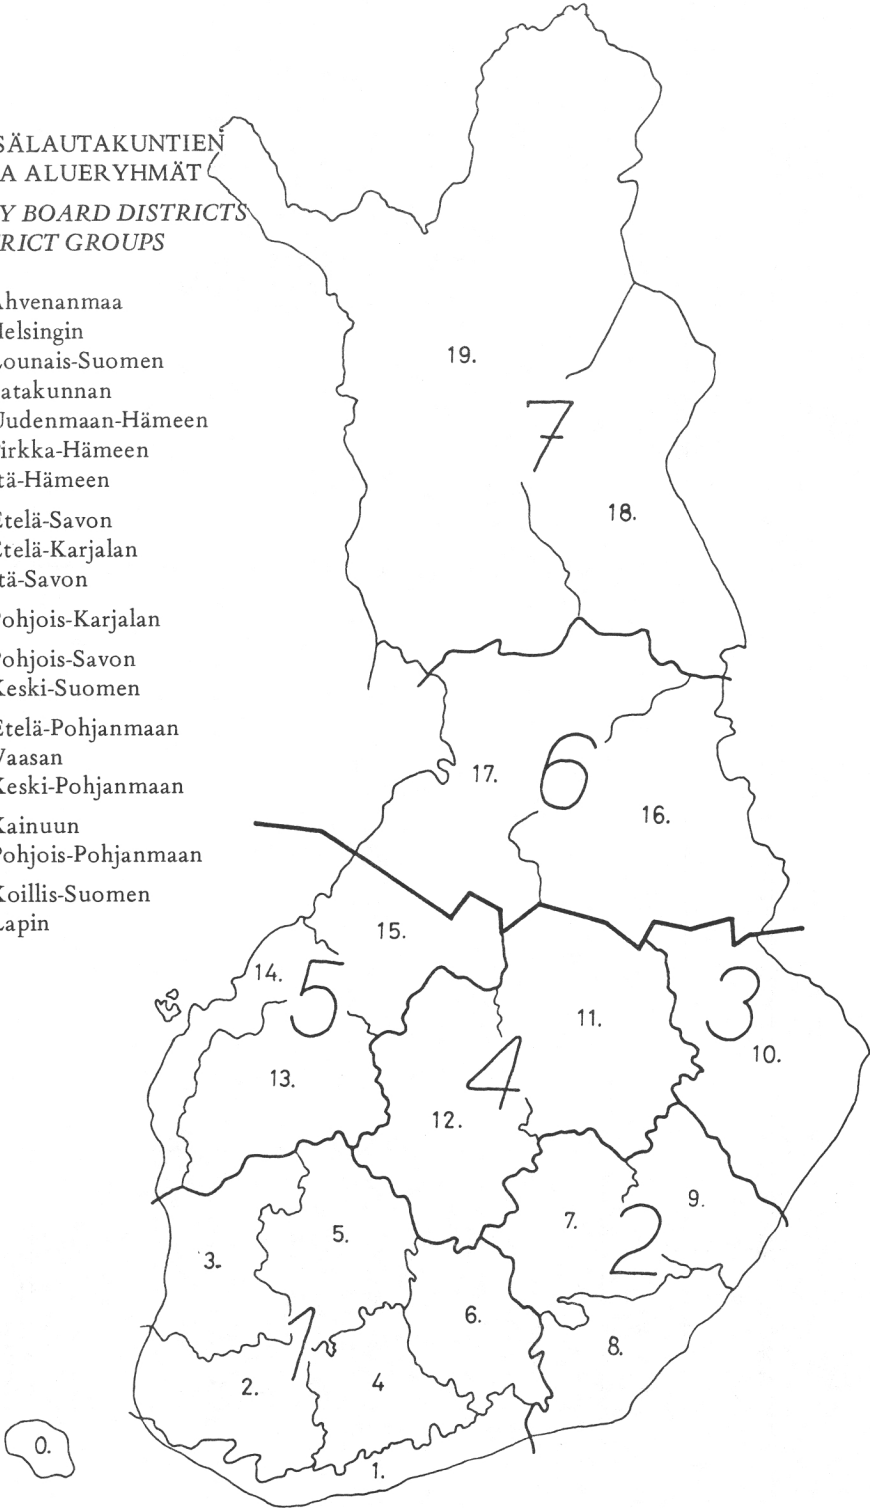 SÄLAUTAKUNTIEN
A ALUERYHMÄT
Y BOARD DISTRICTS
RICT GROUPS
Ahvenanmaa
Helsingin
Lounais-Suomen
atakunnan
Uudenmaan-Hämeen
irkka-Hämeen
tä-Hämeen
Etelä-Savon
Etelä-Karjalan
tä-Savon
ohjois-Karjalan
ohjois-Savon
Keski-Suomen
Etelä-Pohjanmaan
Vaasan
Keski-Pohjanmaan
Kainuun
Pohjois-Pohjanmaan
Koillis-Suomen
Lapin
19.
7
18.
6
17.
16.
15.
14.
5
3
11.
10.
13.
4
12.
9.
7.
2
5.
3.
6.
1
8.
2.
4
0.
1.